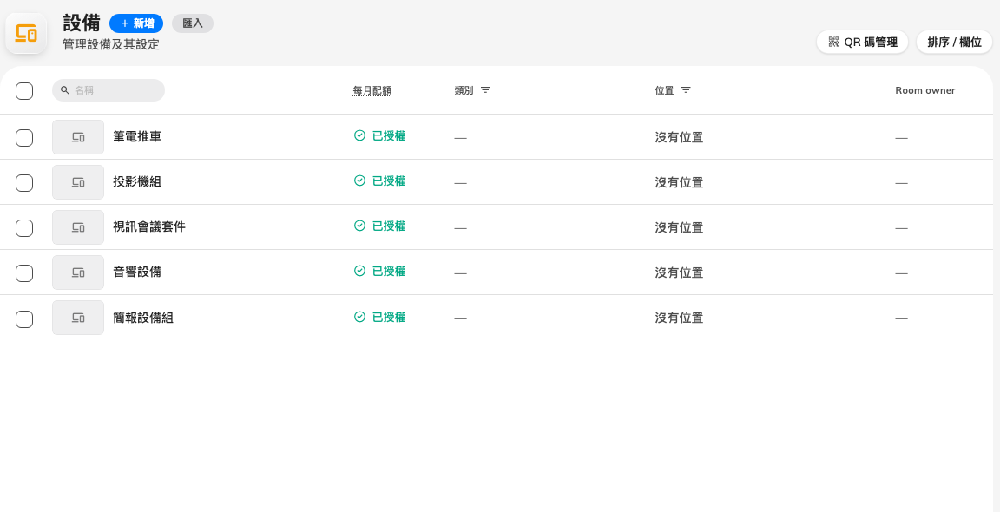 設備
+ 新增
匯入
管理設備及其設定
QR 碼管理
排序 / 欄位
名稱
每月配額
類別
位置
Room owner
筆電推車
已授權
—
沒有位置
—
投影機組
已授權
—
沒有位置
—
視訊會議套件
已授權
—
沒有位置
—
音響設備
已授權
—
沒有位置
—
簡報設備組
已授權
—
沒有位置
—